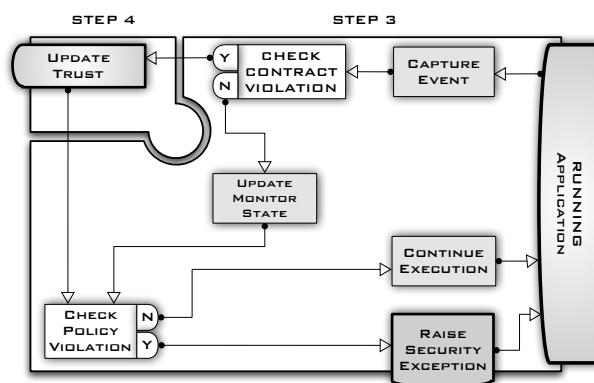 STEP 4
STEP 3
UPDATE
TRUST
Y
N
CHECK
CONTRACT
VIOLATION
CAPTURE
EVENT
RUNNING
APPLICATION
UPDATE
MONITOR
STATE
CONTINUE
EXECUTION
CHECK
POLICY
VIOLATION
N
Y
RAISE
SECURITY
EXCEPTION